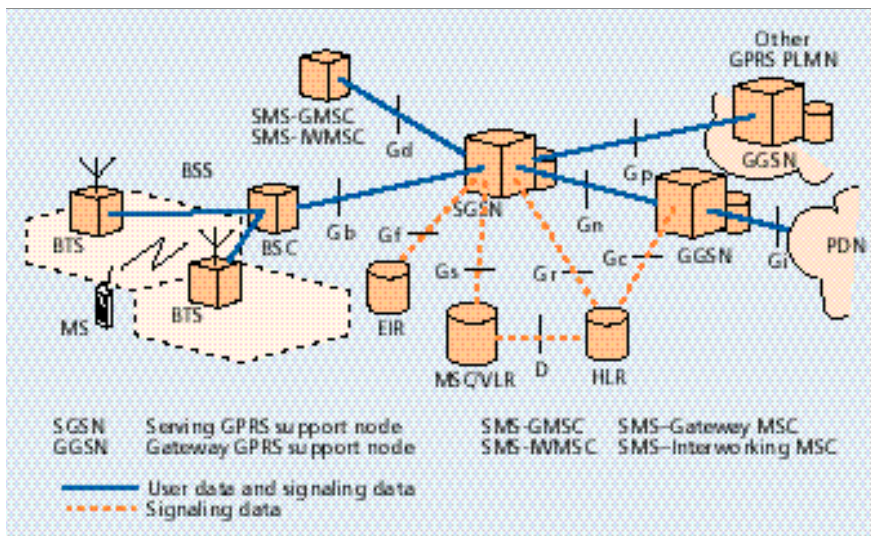 Other
GPRS PLMN
SMS-GMSC
SMS-IWMSC
Gd
Gp
GGSN
BSS
SGSN
BTS
BSC
Gb
Gf
Gn
GGSN
Gi
PDN
Gs
Gr
Gc
MS
BTS
EIR
MSC/VLR
D
HLR
SGSN Serving GPRS support node
GGSN Gateway GPRS support node
SMS-GMSC SMS-Gateway MSC
SMS-IWMSC SMS-Interworking MSC
User data and signaling data
Signaling data